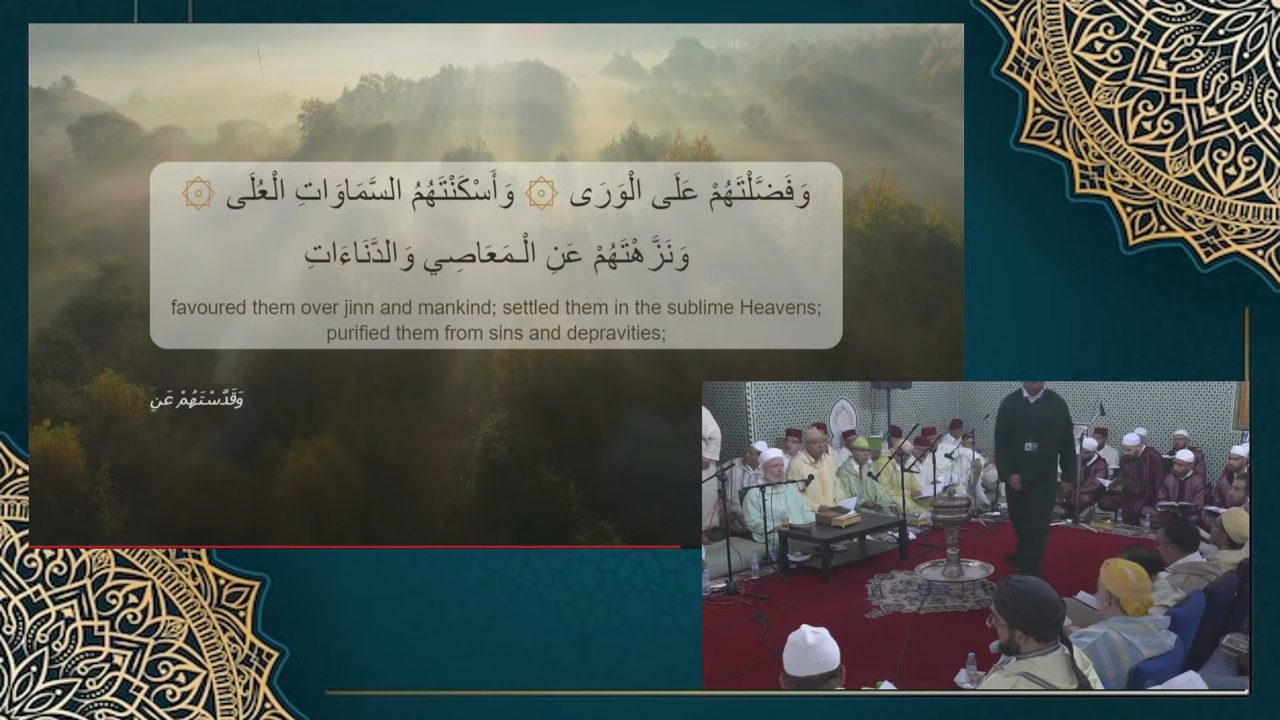 وَفَضَّلْتَهُمْ عَلَى الْوَرَى ۞ وَأَسْكَنْتَهُمُ السَّمَاوَاتِ الْعُلَى ۞
وَنَزَّهْتَهُمْ عَنِ الْمَعَاصِي وَالدَّنَاءَاتِ
favoured them over jinn and mankind; settled them in the sublime Heavens;
purified them from sins and depravities;
وَقَدَّسْتَهُمْ عَنِ